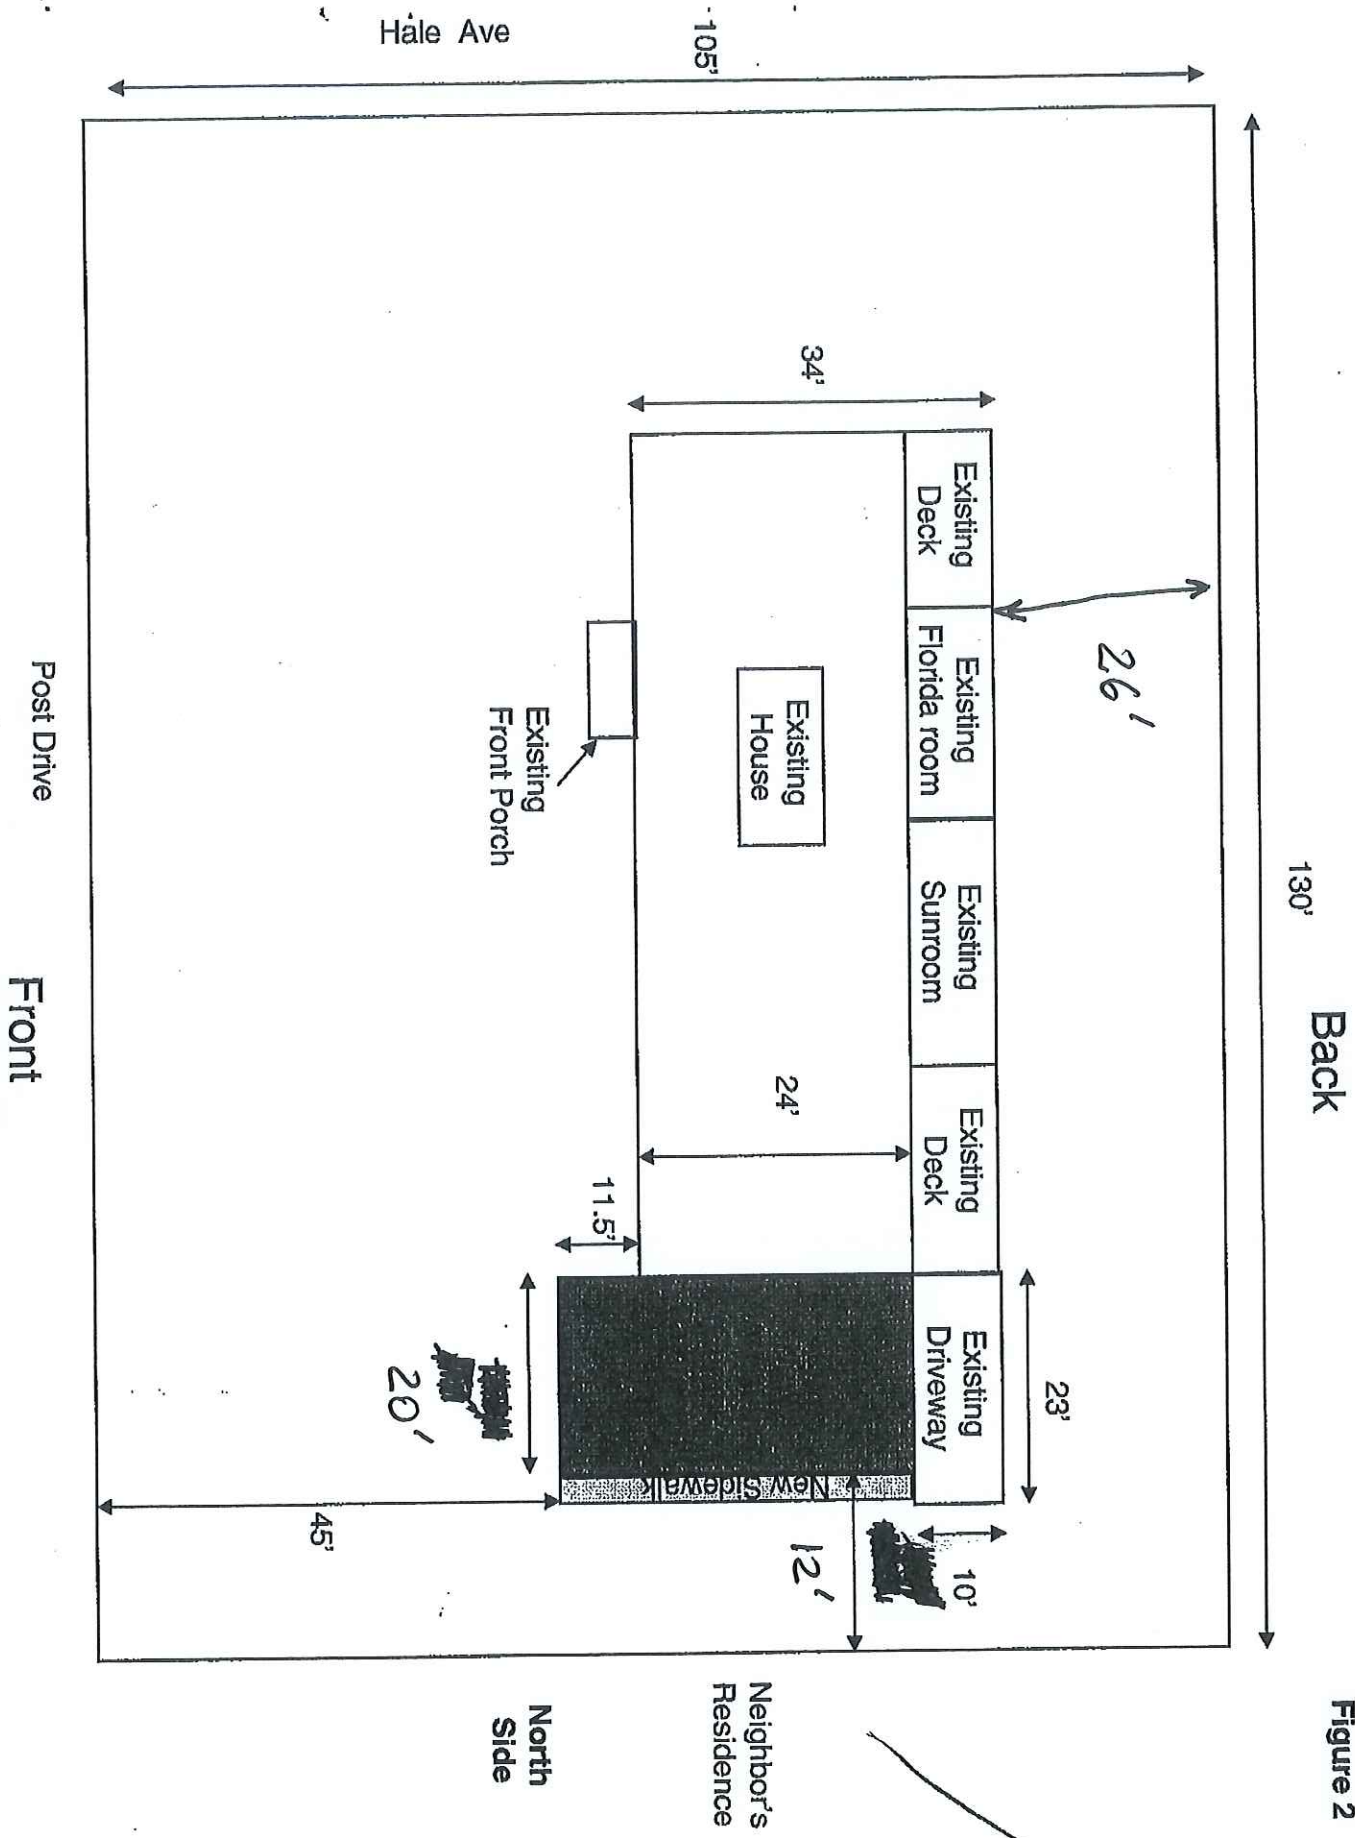 Figure 2
Back
130'
26'
Existing
Deck
Existing
Florida room
Existing
Sunroom
Existing
Deck
Existing
Driveway
23'
10'
12'
34'
Existing
House
24'
11.5'
New Sidewalk
20'
45'
Existing
Front Porch
Hale Ave
105'
Neighbor's
Residence
North
Side
Post Drive
Front